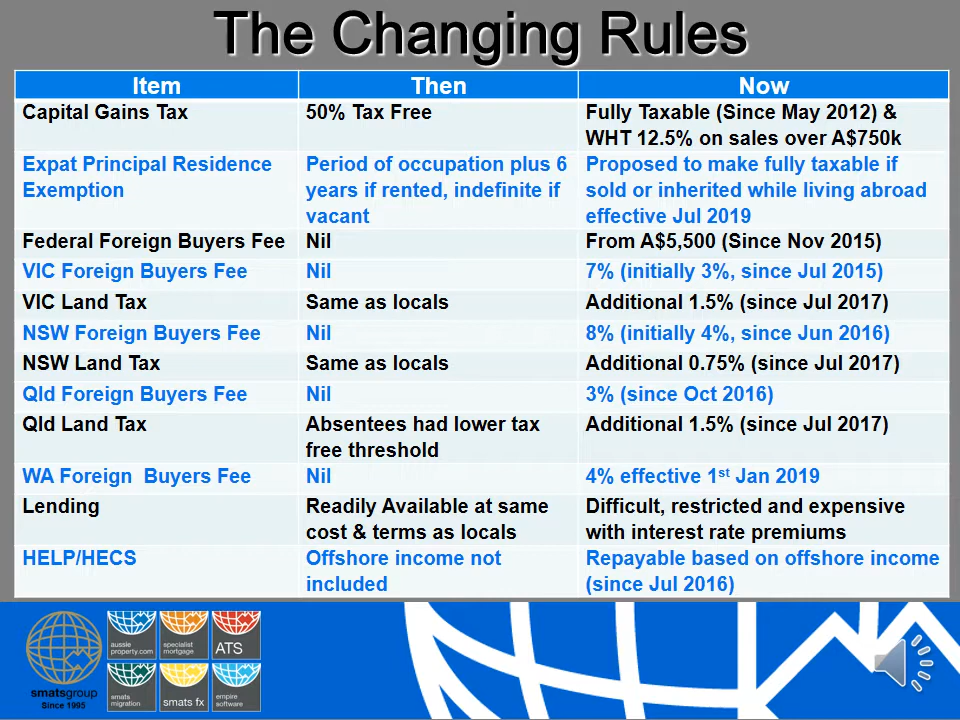 The Changing Rules
Item Then Now
Capital Gains Tax 50% Tax Free Fully Taxable (Since May 2012) &
WHT 12.5% on sales over A$750k
Expat Principal Residence Period of occupation plus 6 Proposed to make fully taxable if
Exemption years if rented, indefinite if sold or inherited while living abroad
vacant effective Jul 2019
Federal Foreign Buyers Fee Nil From A$5,500 (Since Nov 2015)
VIC Foreign Buyers Fee Nil 7% (initially 3%, since Jul 2015)
VIC Land Tax Same as locals Additional 1.5% (since Jul 2017)
NSW Foreign Buyers Fee Nil 8% (initially 4%, since Jun 2016)
NSW Land Tax Same as locals Additional 0.75% (since Jul 2017)
Qld Foreign Buyers Fee Nil 3% (since Oct 2016)
Qld Land Tax Absentees had lower tax Additional 1.5% (since Jul 2017)
free threshold
WA Foreign Buyers Fee Nil 4% effective 1st Jan 2019
Lending Readily Available at same Difficult, restricted and expensive
cost & terms as locals with interest rate premiums
HELP/HECS Offshore income not Repayable based on offshore income
included (since Jul 2016)
smatsgroup
Since 1995
aussie
property.com
specialist
mortgage
ATS
smats
migration
smats fx
empire
software